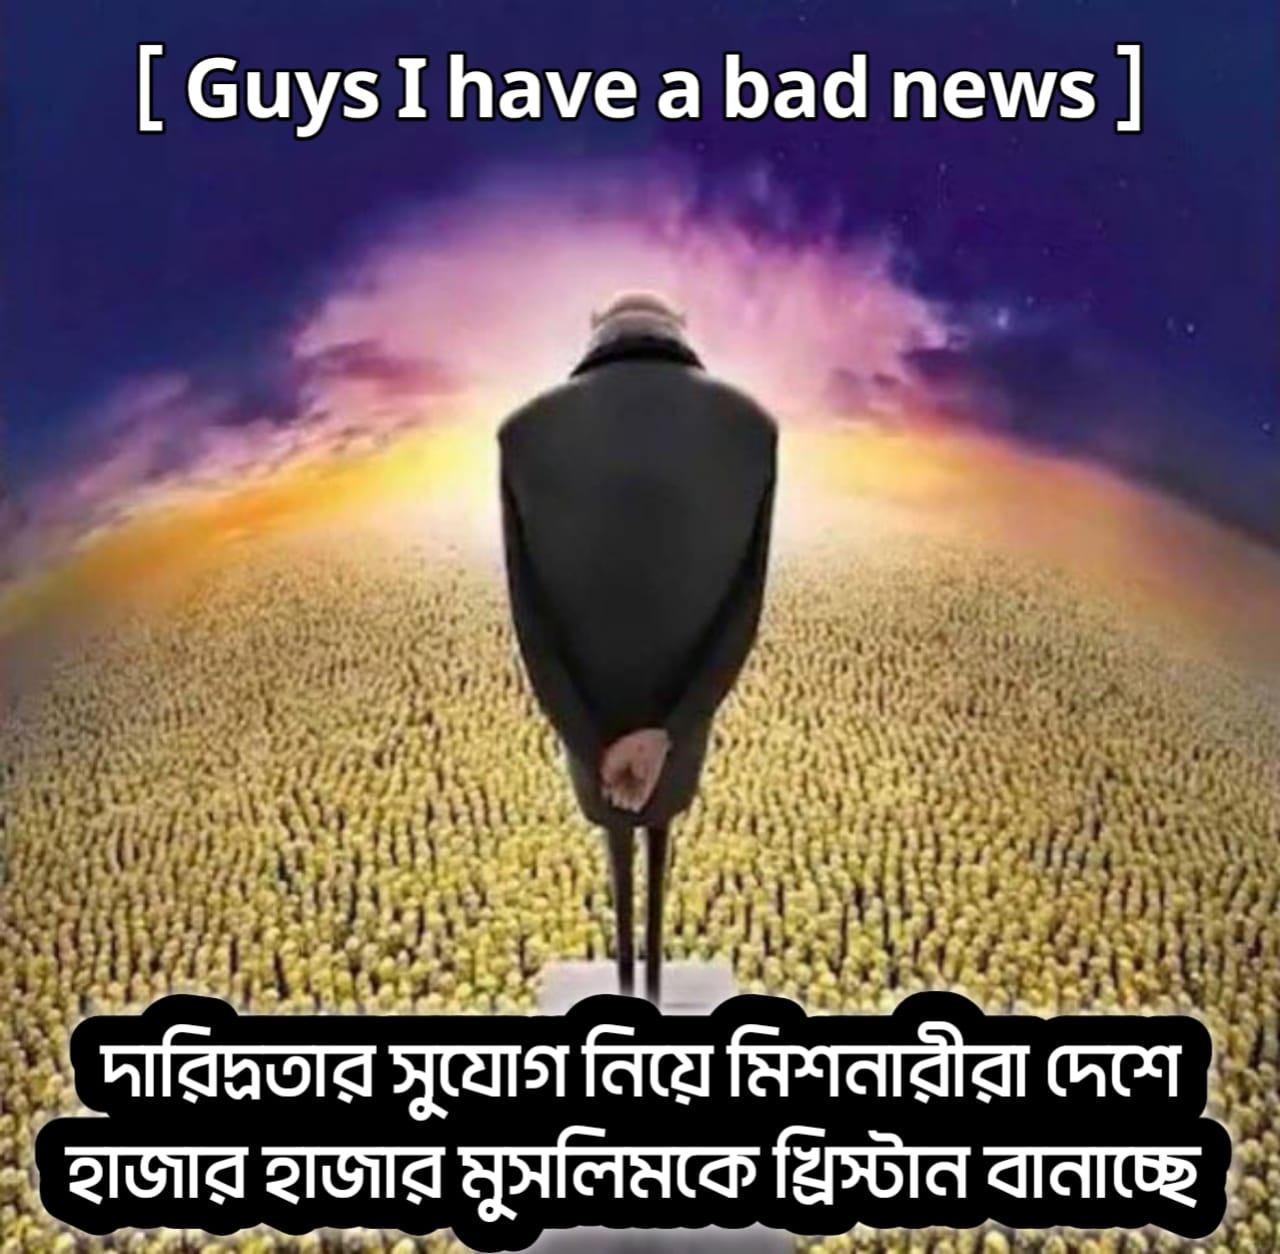 [ Guys I have a bad news ]
দারিদ্রতার সুযোগ নিয়ে মিশনারীরা দেশে
হাজার হাজার মুসলিমকে খ্রিস্টান বানাচ্ছে